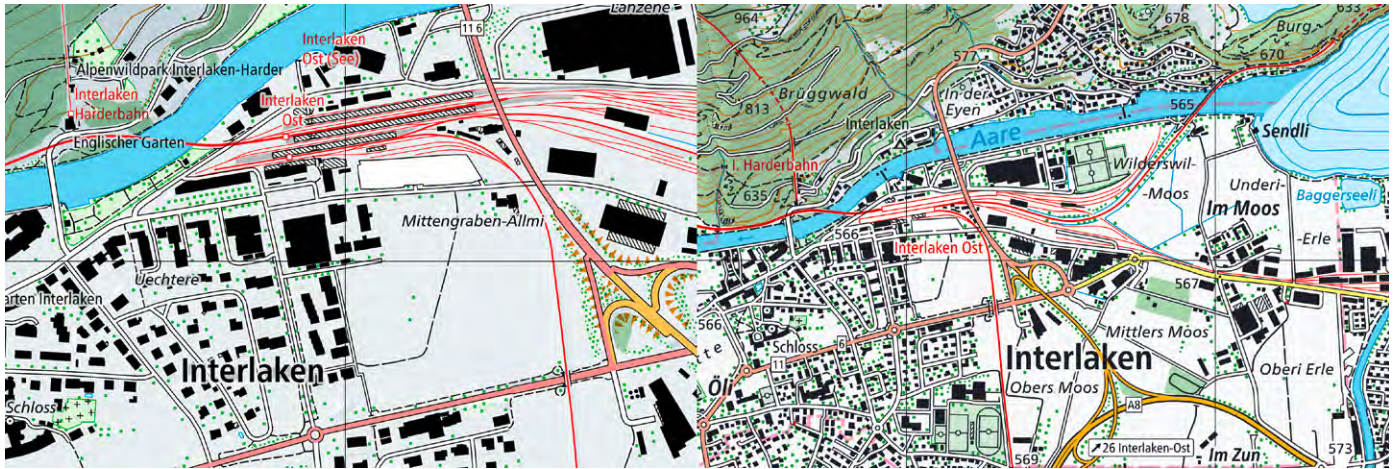 Lanzene
116
Interlaken
Ost (See)
Alpenwildpark Interlaken-Harder
Interlaken
Harderbahn
Interlaken
Ost
Englischer Garten
Mittengraben-Allmi
Uechtere
arten Interlaken
Interlaken
Schloss
964
678
633
Burg-
577
670
Brüggwald
In der
Eyen
813
565
Interlaken
Aare
Sendli
I. Harderbahn
Wilderswil-
-Moos
635
Underi-
Im Moos
Baggerseeli
566
Interlaken Ost
-Erle
567
566
Mittlers Moos
Schloss
6
11
Interlaken
Oberi Erle
Obers Moos
A8
26 Interlaken-Ost
Im Zun
573
569